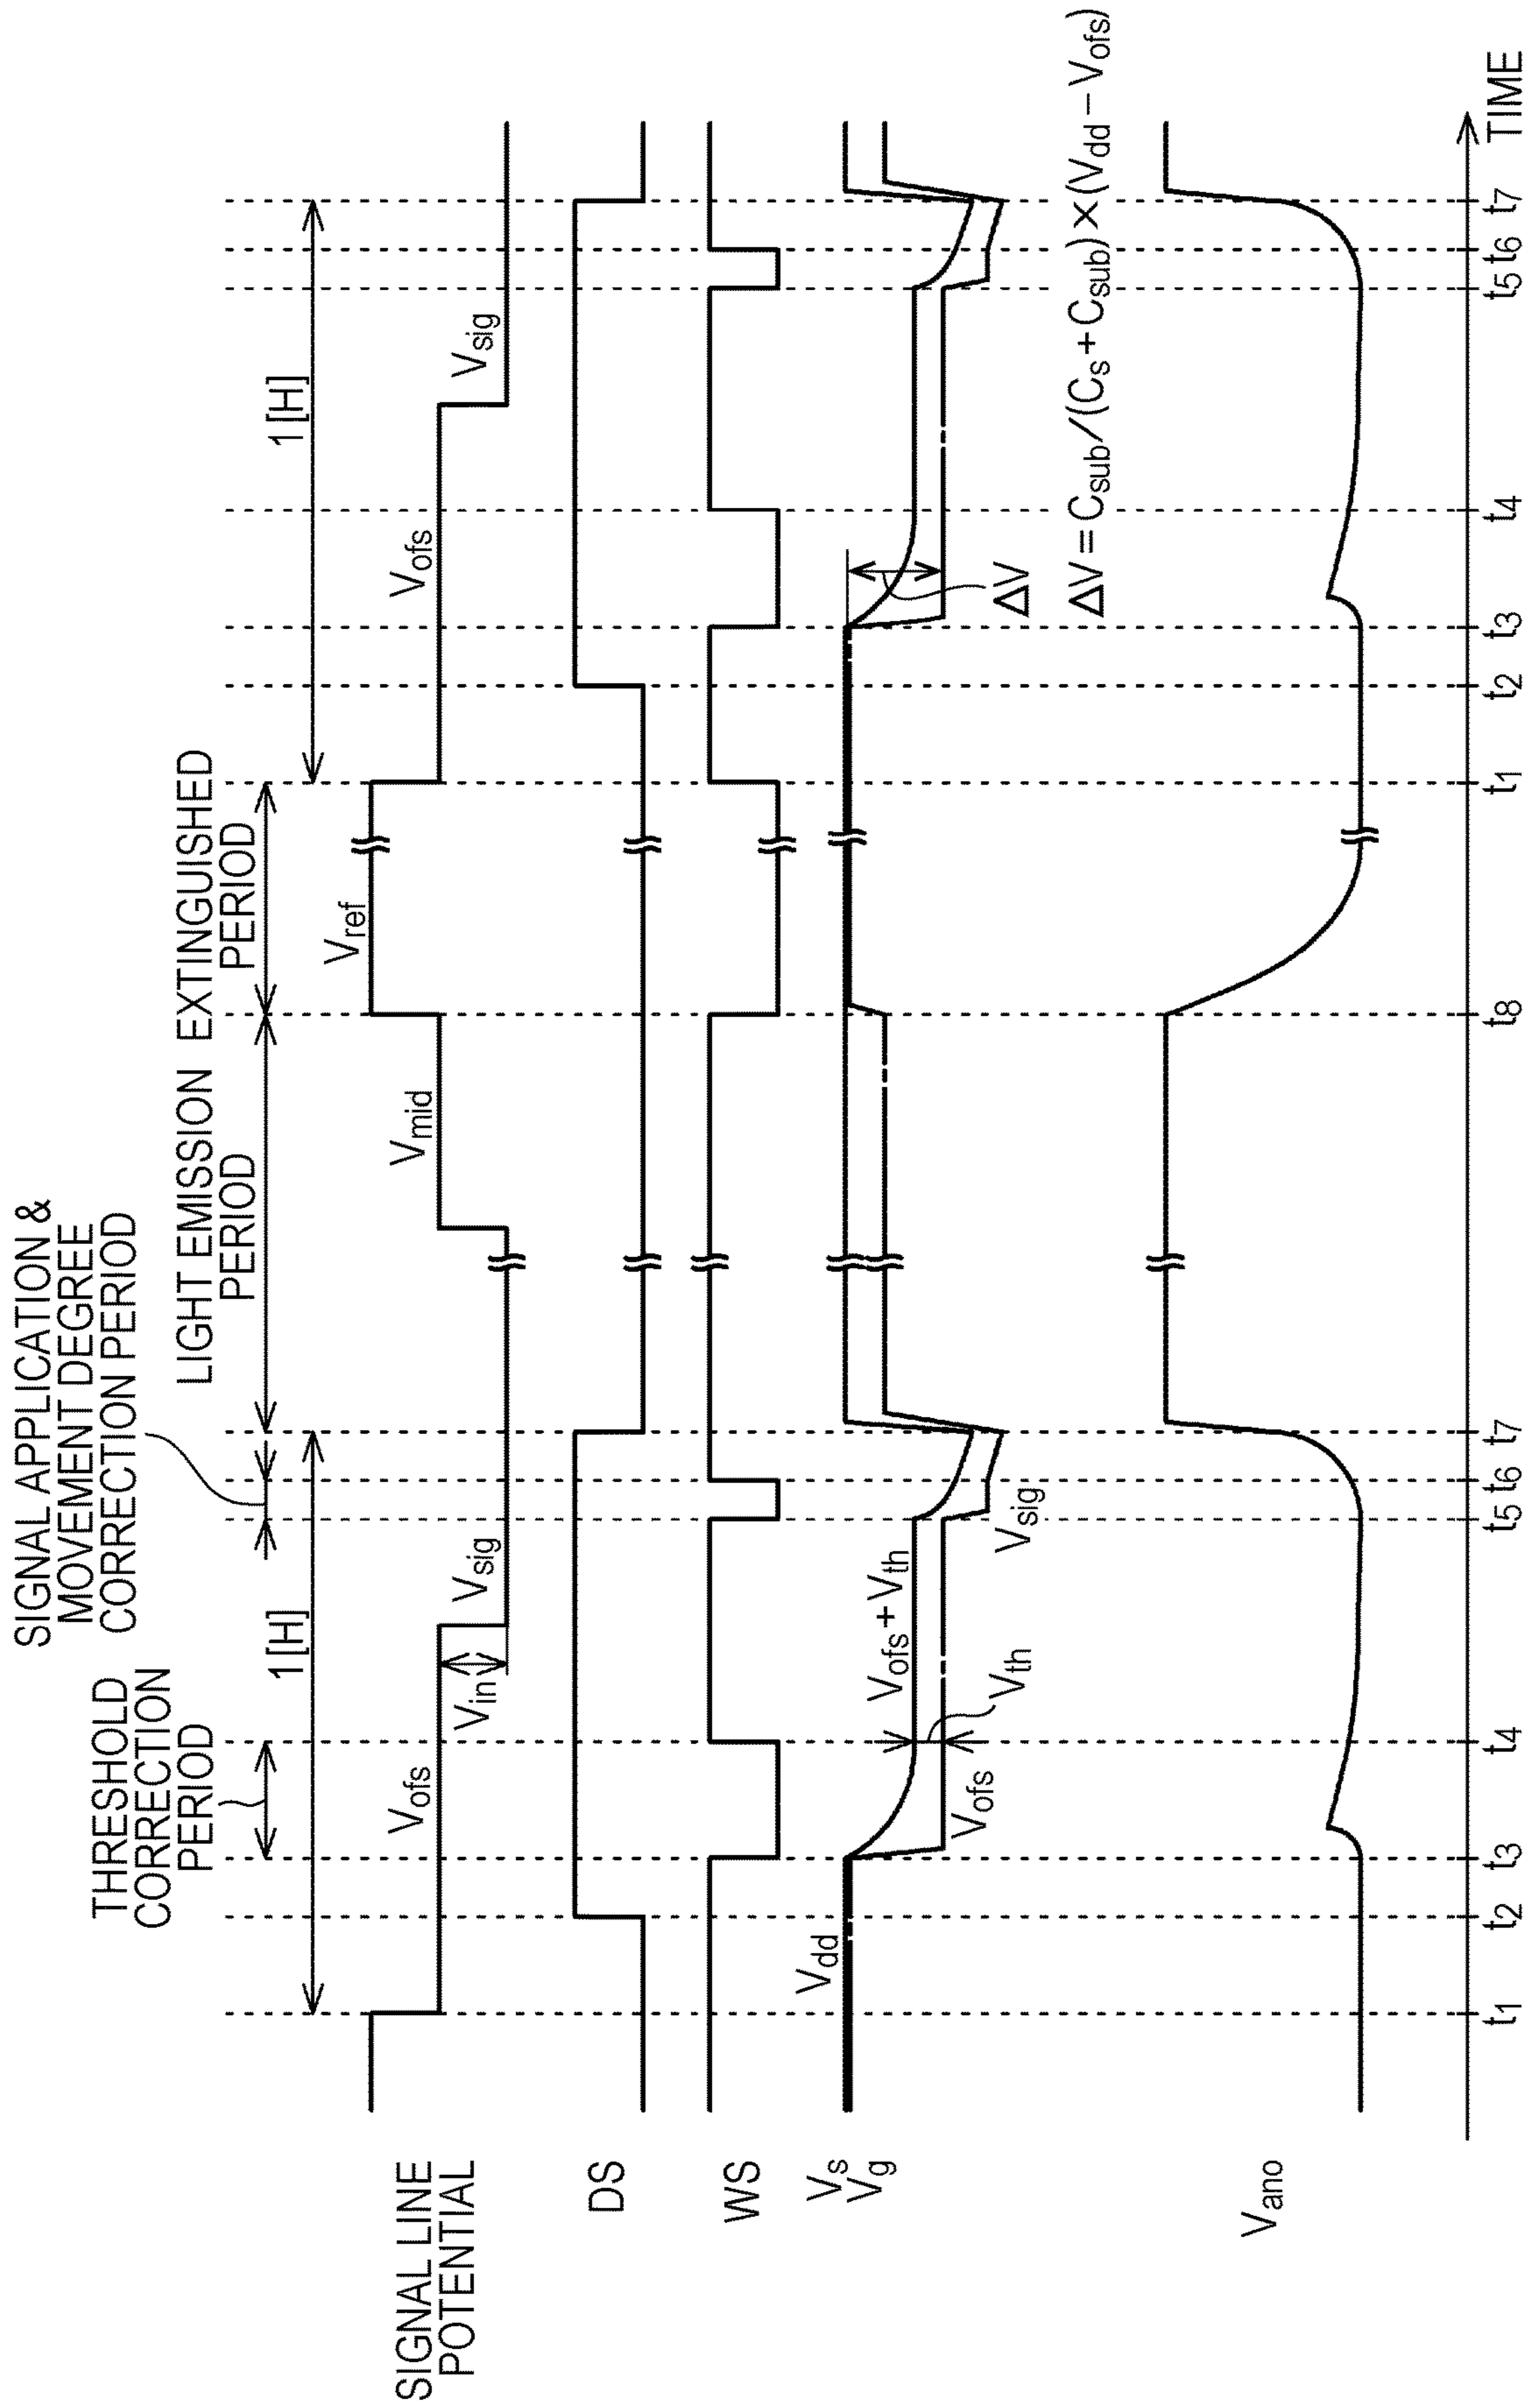 SIGNAL APPLICATION &
MOVEMENT DEGREE
CORRECTION PERIOD
THRESHOLD
CORRECTION
PERIOD
LIGHT EMISSION
PERIOD
EXTINGUISHED
PERIOD
1[H]
1[H]
SIGNAL LINE
POTENTIAL
Vofs
Vin
Vsig
Vmid
Vref
Vofs
Vsig
DS
WS
Vs
Vg
Vdd
Vofs+Vth
Vofs
Vth
Vsig
ΔV
ΔV=Csub/(Cs+Csub)×(Vdd−Vofs)
Vano
t1 t2 t3 t4 t5 t6 t7 t8 t1 t2 t3 t4 t5 t6 t7
TIME